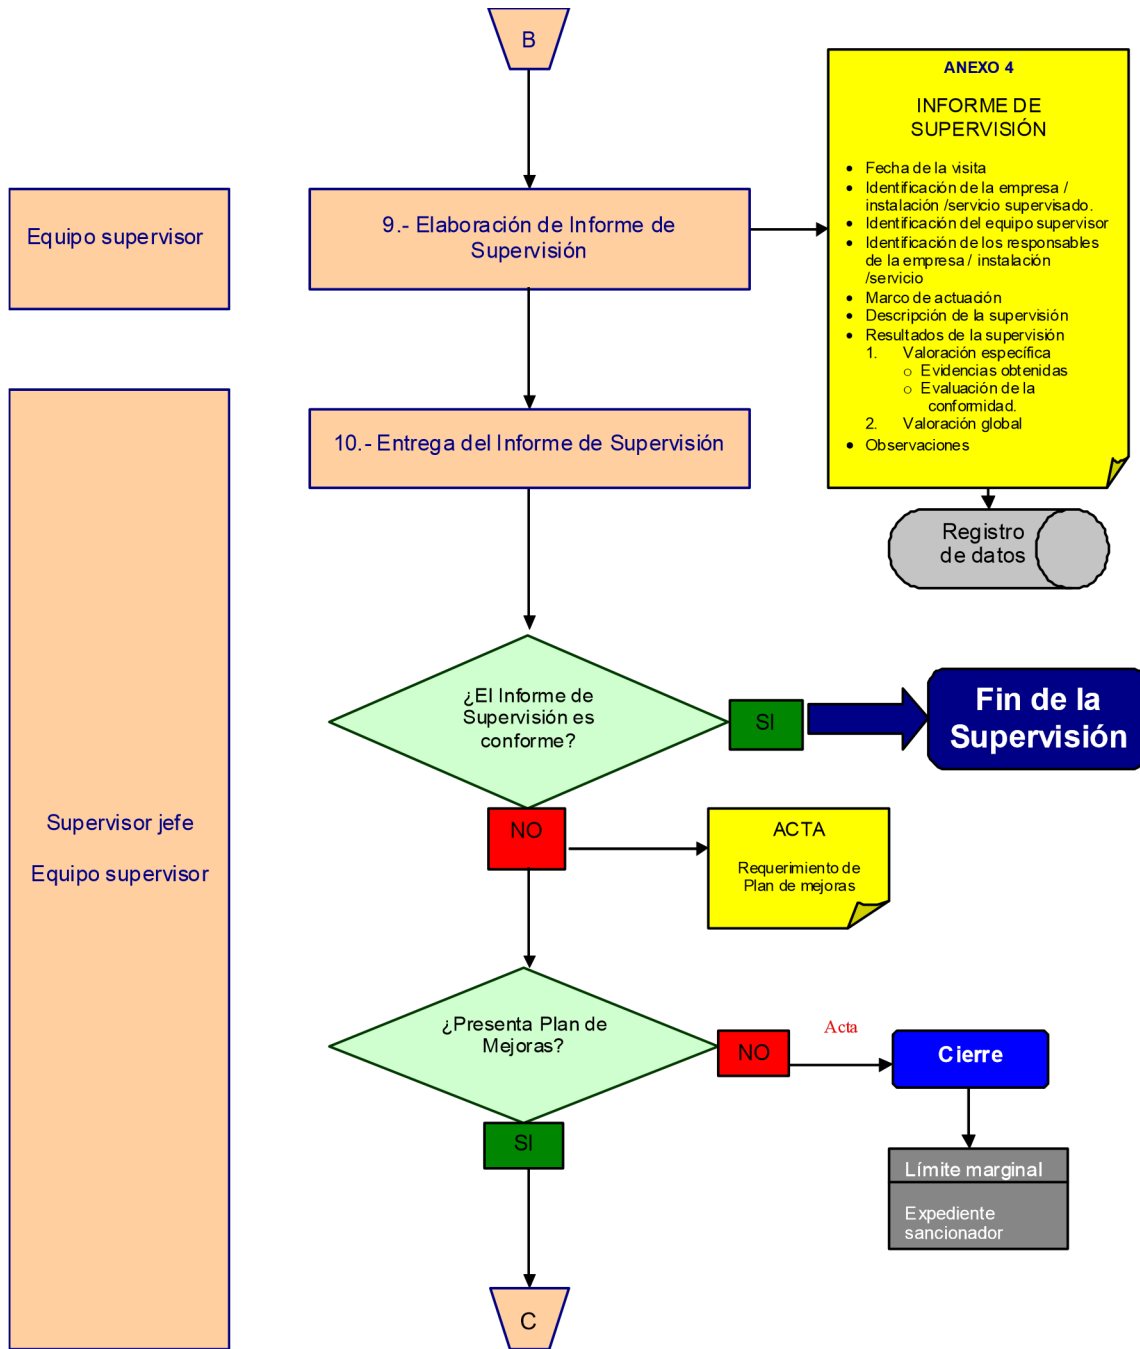 B
ANEXO 4
INFORME DE
SUPERVISIÓN
• Fecha de la visita
• Identificación de la empresa /
instalación /servicio supervisado.
• Identificación del equipo supervisor
• Identificación de los responsables
de la empresa / instalación
/servicio
• Marco de actuación
• Descripción de la supervisión
• Resultados de la supervisión
1. Valoración específica
o Evidencias obtenidas
o Evaluación de la
conformidad.
2. Valoración global
• Observaciones
Equipo supervisor
9.- Elaboración de Informe de
Supervisión
10.- Entrega del Informe de Supervisión
Registro
de datos
¿El Informe de
Supervisión es
conforme?
SI
Fin de la
Supervisión
NO
ACTA
Requerimiento de
Plan de mejoras
Supervisor jefe
Equipo supervisor
¿Presenta Plan de
Mejoras?
NO
Acta
Cierre
SI
Límite marginal
Expediente
sancionador
C